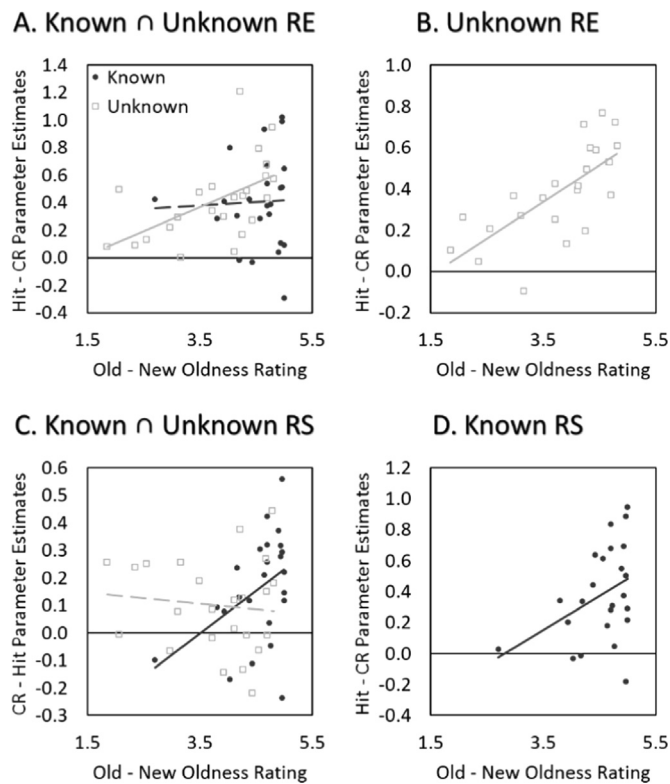 A. Known ∩ Unknown RE
Hit - CR Parameter Estimates
1.4
1.2
1.0
0.8
0.6
0.4
0.2
0.0
-0.2
-0.4
Known
Unknown
1.5 3.5 5.5
Old - New Oldness Rating
B. Unknown RE
Hit - CR Parameter Estimates
1.0
0.8
0.6
0.4
0.2
0.0
-0.2
1.5 3.5 5.5
Old - New Oldness Rating
C. Known ∩ Unknown RS
CR - Hit Parameter Estimates
0.6
0.5
0.4
0.3
0.2
0.1
0.0
-0.1
-0.2
-0.3
1.5 3.5 5.5
Old - New Oldness Rating
D. Known RS
Hit - CR Parameter Estimates
1.2
1.0
0.8
0.6
0.4
0.2
0.0
-0.2
-0.4
1.5 3.5 5.5
Old - New Oldness Rating